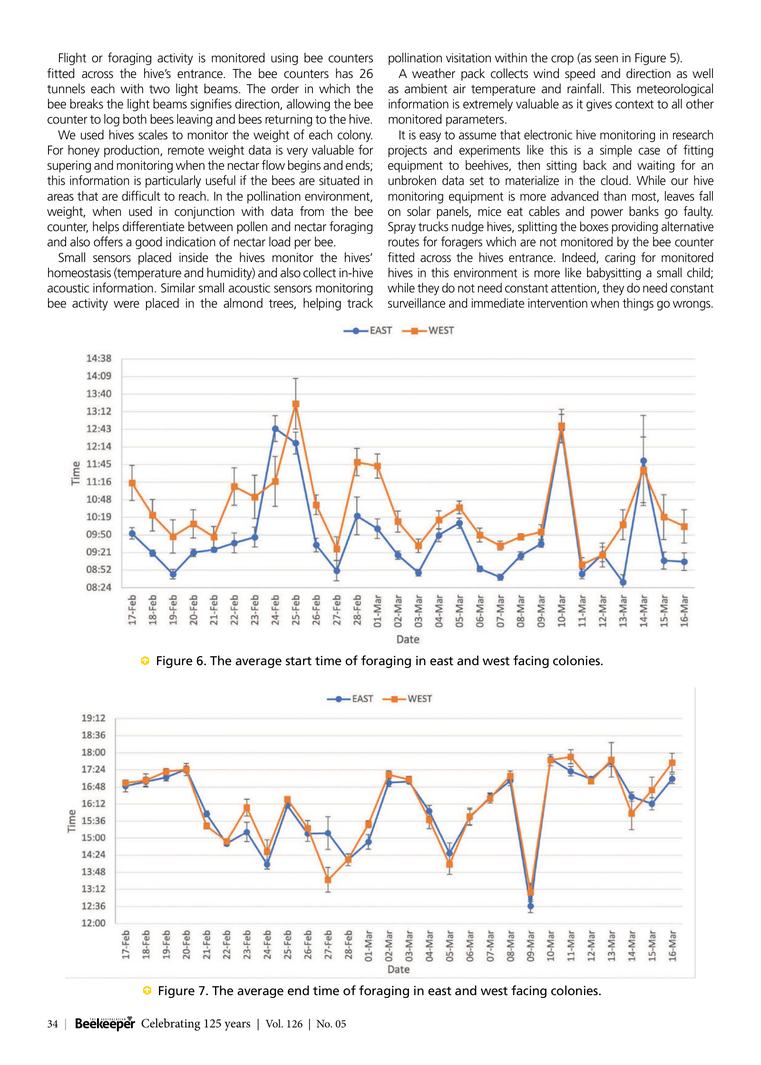 Flight or foraging activity is monitored using bee counters
fitted across the hive’s entrance. The bee counters has 26
tunnels each with two light beams. The order in which the
bee breaks the light beams signifies direction, allowing the bee
counter to log both bees leaving and bees returning to the hive.
We used hives scales to monitor the weight of each colony.
For honey production, remote weight data is very valuable for
supering and monitoring when the nectar flow begins and ends;
this information is particularly useful if the bees are situated in
areas that are difficult to reach. In the pollination environment,
weight, when used in conjunction with data from the bee
counter, helps differentiate between pollen and nectar foraging
and also offers a good indication of nectar load per bee.
Small sensors placed inside the hives monitor the hives’
homeostasis (temperature and humidity) and also collect in-hive
acoustic information. Similar small acoustic sensors monitoring
bee activity were placed in the almond trees, helping track
pollination visitation within the crop (as seen in Figure 5).
A weather pack collects wind speed and direction as well
as ambient air temperature and rainfall. This meteorological
information is extremely valuable as it gives context to all other
monitored parameters.
It is easy to assume that electronic hive monitoring in research
projects and experiments like this is a simple case of fitting
equipment to beehives, then sitting back and waiting for an
unbroken data set to materialize in the cloud. While our hive
monitoring equipment is more advanced than most, leaves fall
on solar panels, mice eat cables and power banks go faulty.
Spray trucks nudge hives, splitting the boxes providing alternative
routes for foragers which are not monitored by the bee counter
fitted across the hives entrance. Indeed, caring for monitored
hives in this environment is more like babysitting a small child;
while they do not need constant attention, they do need constant
surveillance and immediate intervention when things go wrongs.
EAST WEST
14:38
14:09
13:40
13:12
12:43
12:14
11:45
11:16
10:48
10:19
09:50
09:21
08:52
08:24
Time
17-Feb
18-Feb
19-Feb
20-Feb
21-Feb
22-Feb
23-Feb
24-Feb
25-Feb
26-Feb
27-Feb
28-Feb
01-Mar
02-Mar
03-Mar
04-Mar
05-Mar
06-Mar
07-Mar
08-Mar
09-Mar
10-Mar
11-Mar
12-Mar
13-Mar
14-Mar
15-Mar
16-Mar
Date
Figure 6. The average start time of foraging in east and west facing colonies.
EAST WEST
19:12
18:36
18:00
17:24
16:48
16:12
15:36
15:00
14:24
13:48
13:12
12:36
12:00
Time
17-Feb
18-Feb
19-Feb
20-Feb
21-Feb
22-Feb
23-Feb
24-Feb
25-Feb
26-Feb
27-Feb
28-Feb
01-Mar
02-Mar
03-Mar
04-Mar
05-Mar
06-Mar
07-Mar
08-Mar
09-Mar
10-Mar
11-Mar
12-Mar
13-Mar
14-Mar
15-Mar
16-Mar
Date
Figure 7. The average end time of foraging in east and west facing colonies.
34 | Beekeeper Celebrating 125 years | Vol. 126 | No. 05